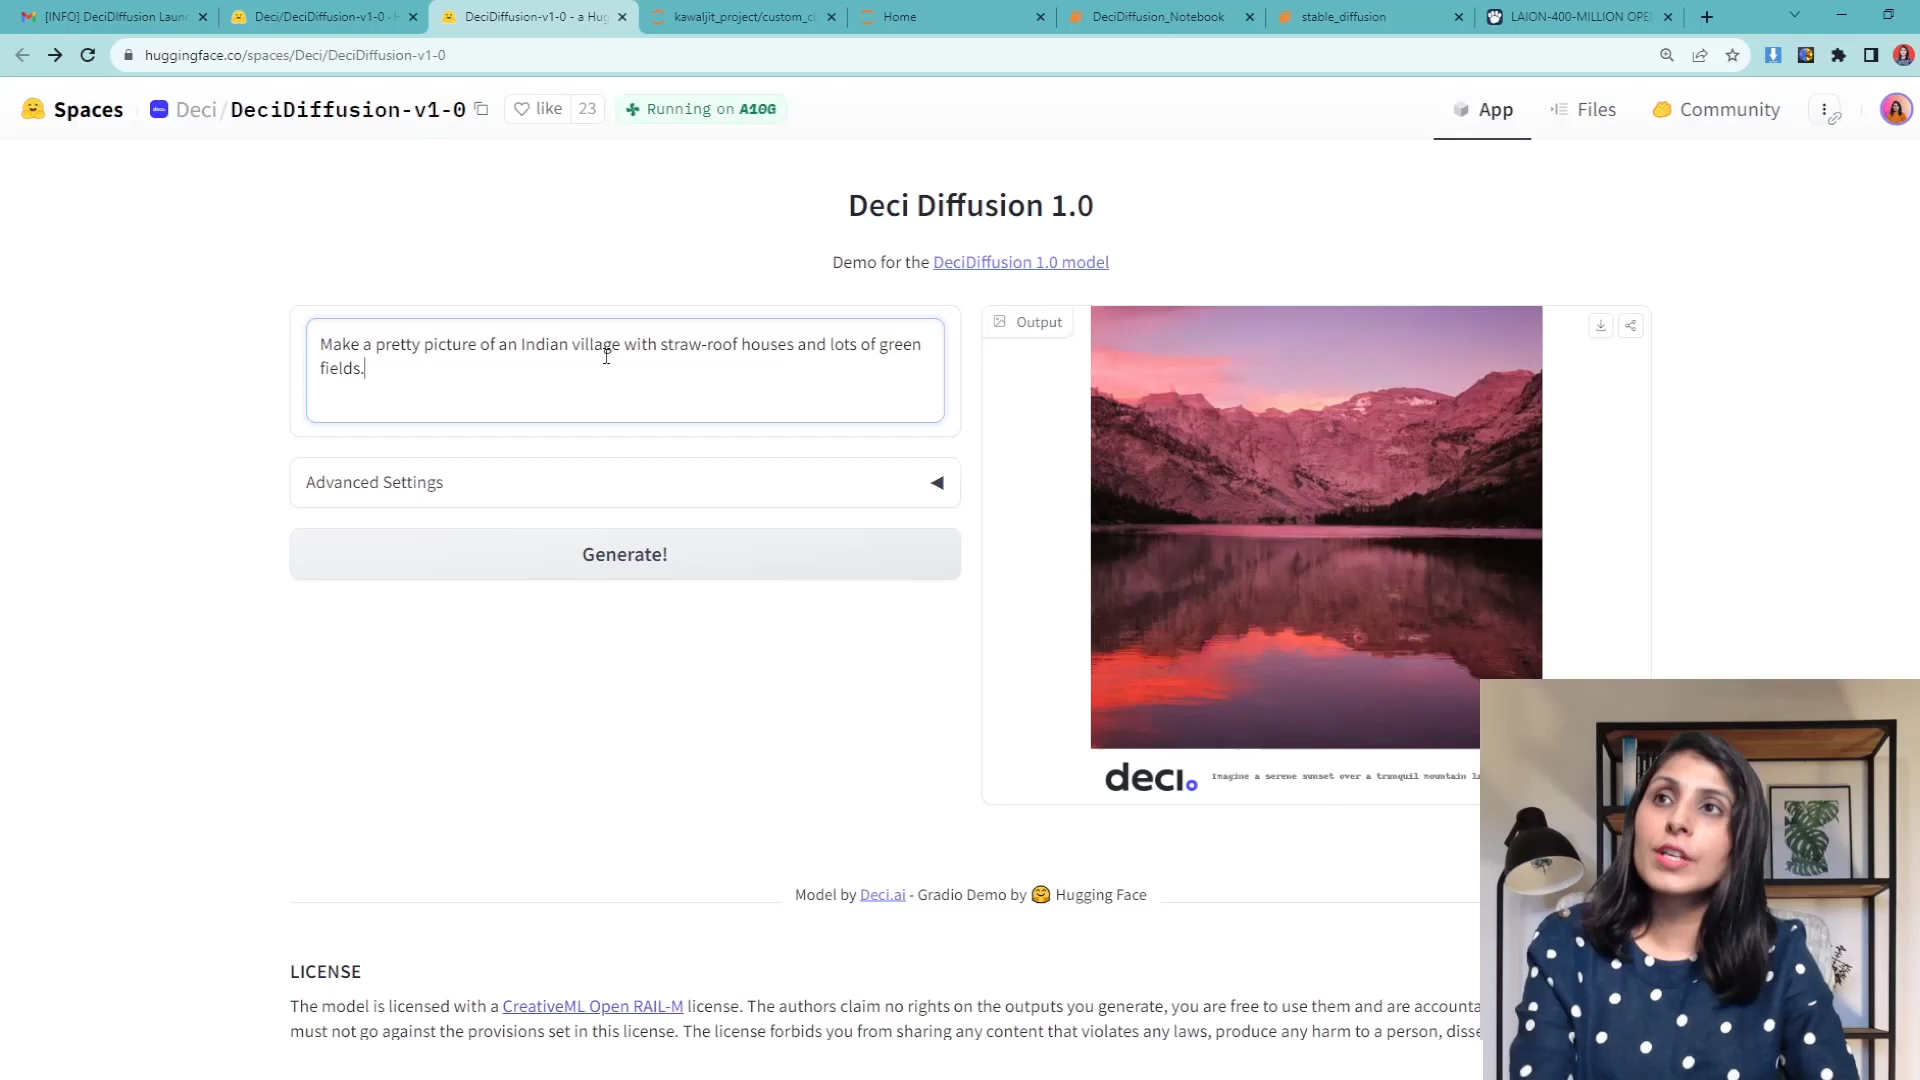 [INFO] DeciDIffusion Laun
Deci/DeciDiffusion-v1-0 · H
DeciDiffusion-v1-0 - a Hug
kawaljit_project/custom_cl
Home
DeciDiffusion_Notebook
stable_diffusion
LAION-400-MILLION OPE
huggingface.co/spaces/Deci/DeciDiffusion-v1-0
Spaces
Deci/DeciDiffusion-v1-0
like 23
Running on A10G
App
Files
Community
Deci Diffusion 1.0
Demo for the DeciDiffusion 1.0 model
Make a pretty picture of an Indian village with straw-roof houses and lots of green
fields.
Output
Advanced Settings
Generate!
deci.
Imagine a serene sunset over a tranquil mountain la
Model by Deci.ai - Gradio Demo by 🤗 Hugging Face
LICENSE
The model is licensed with a CreativeML Open RAIL-M license. The authors claim no rights on the outputs you generate, you are free to use them and are accounta
must not go against the provisions set in this license. The license forbids you from sharing any content that violates any laws, produce any harm to a person, disse